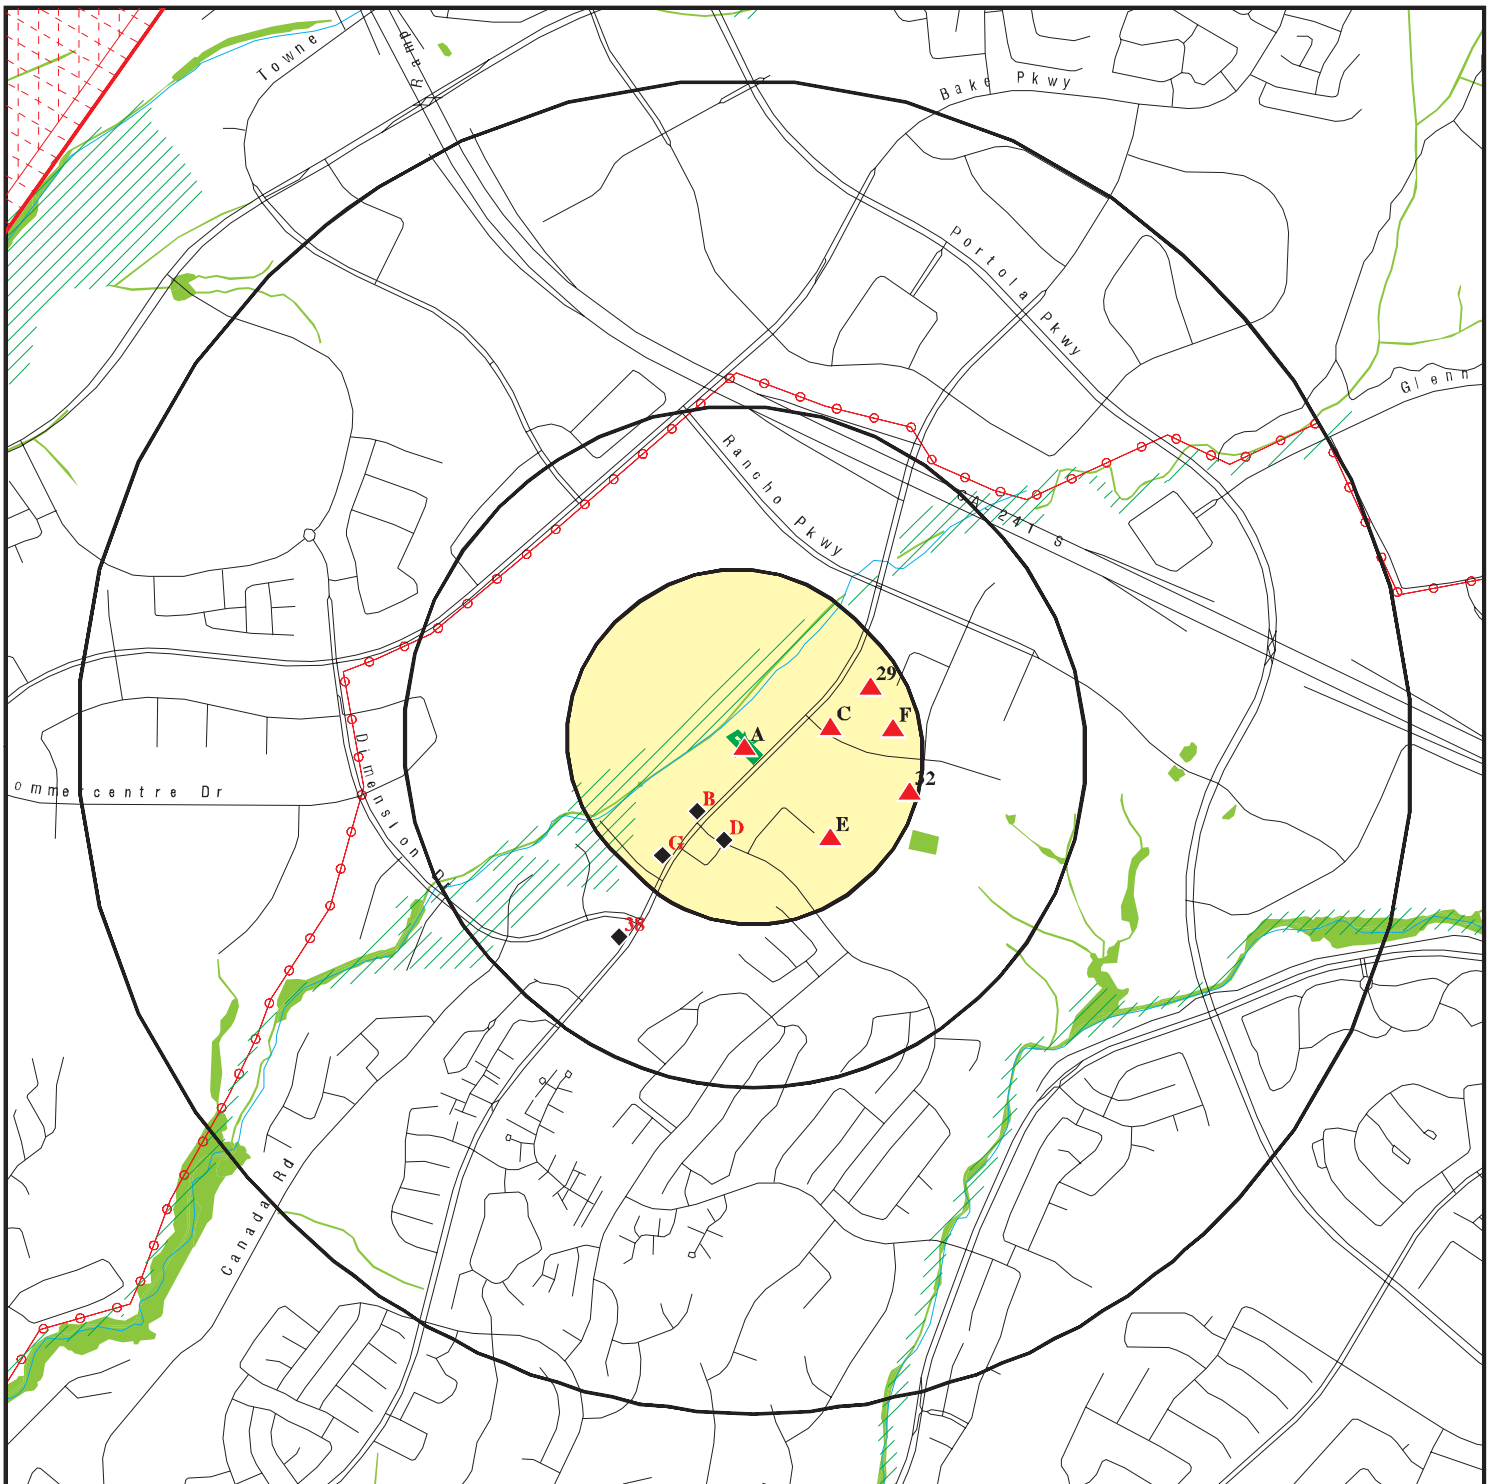 Towne
Ramp
Bake Pkwy
Portola Pkwy
Glenn
Rancho Pkwy
CA-241 S
29
C
F
A
32
B
D
E
G
38
Dimension Dr
ommercentre Dr
Canada Rd